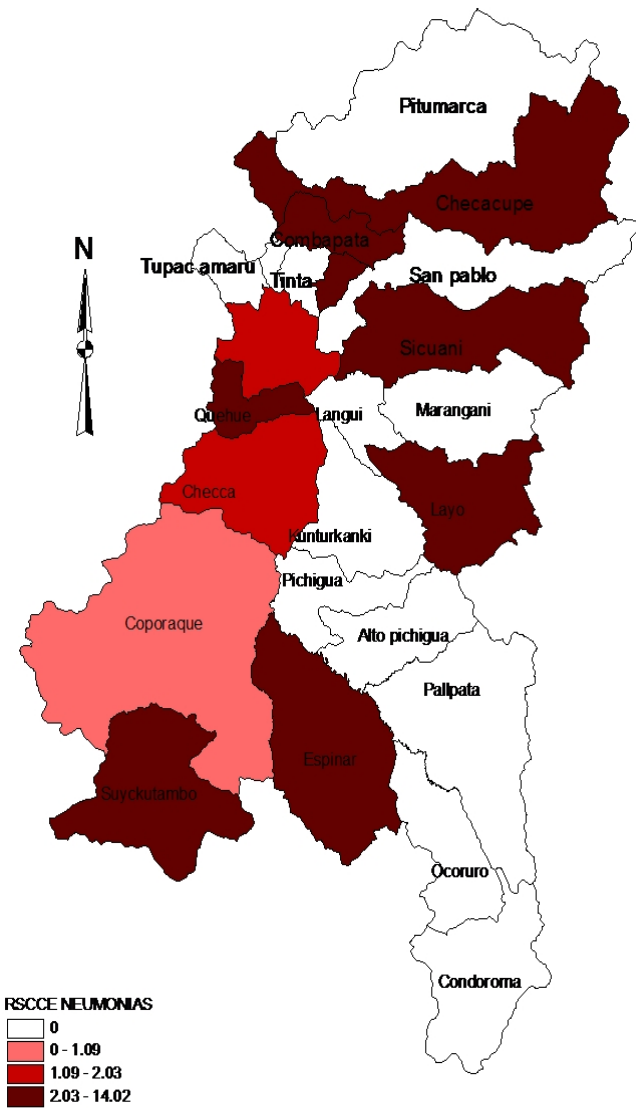 Pitumarca
Checacupe
Combapata
N
Tupac amaru
Tinta
San pablo
Sicuani
Quehue
Langui
Marangani
Checca
Layo
Kunturkanki
Pichigua
Coporaque
Alto pichigua
Pallpata
Espinar
Suyckutambo
Ocoruro
Condoroma
RSCCE NEUMONIAS
0
0 - 1.09
1.09 - 2.03
2.03 - 14.02